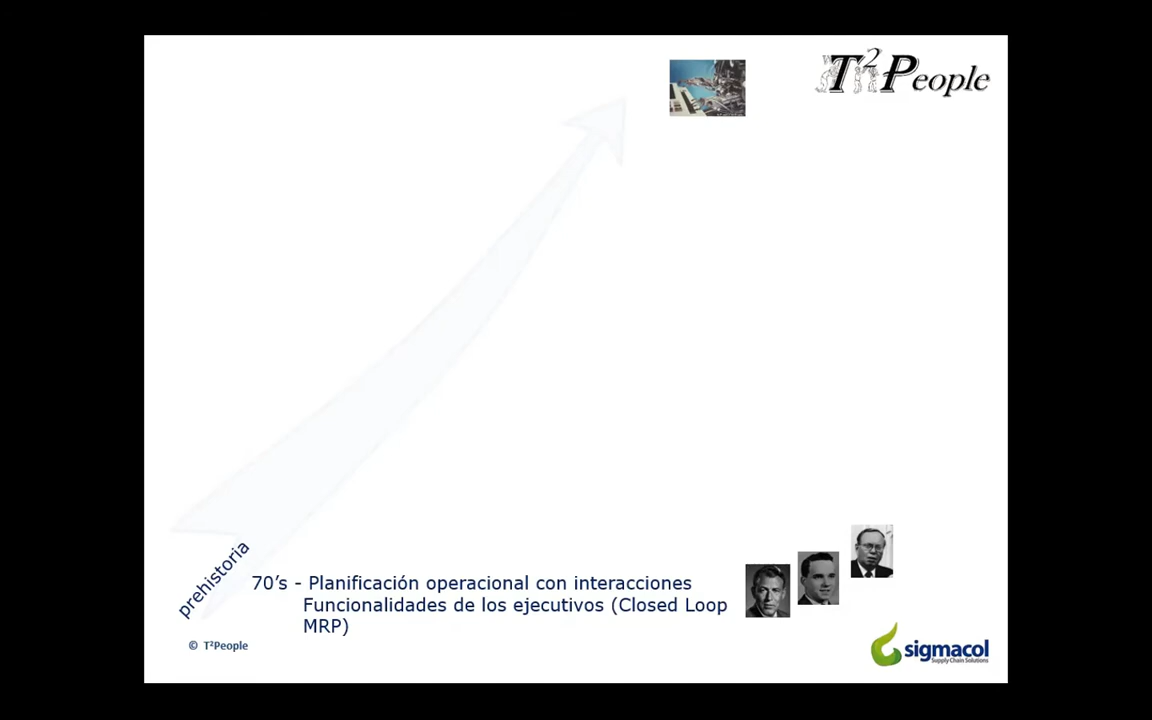 T²People
prehistoria
70’s - Planificación operacional con interacciones
Funcionalidades de los ejecutivos (Closed Loop
MRP)
© T²People
sigmacol
Supply Chain Solutions